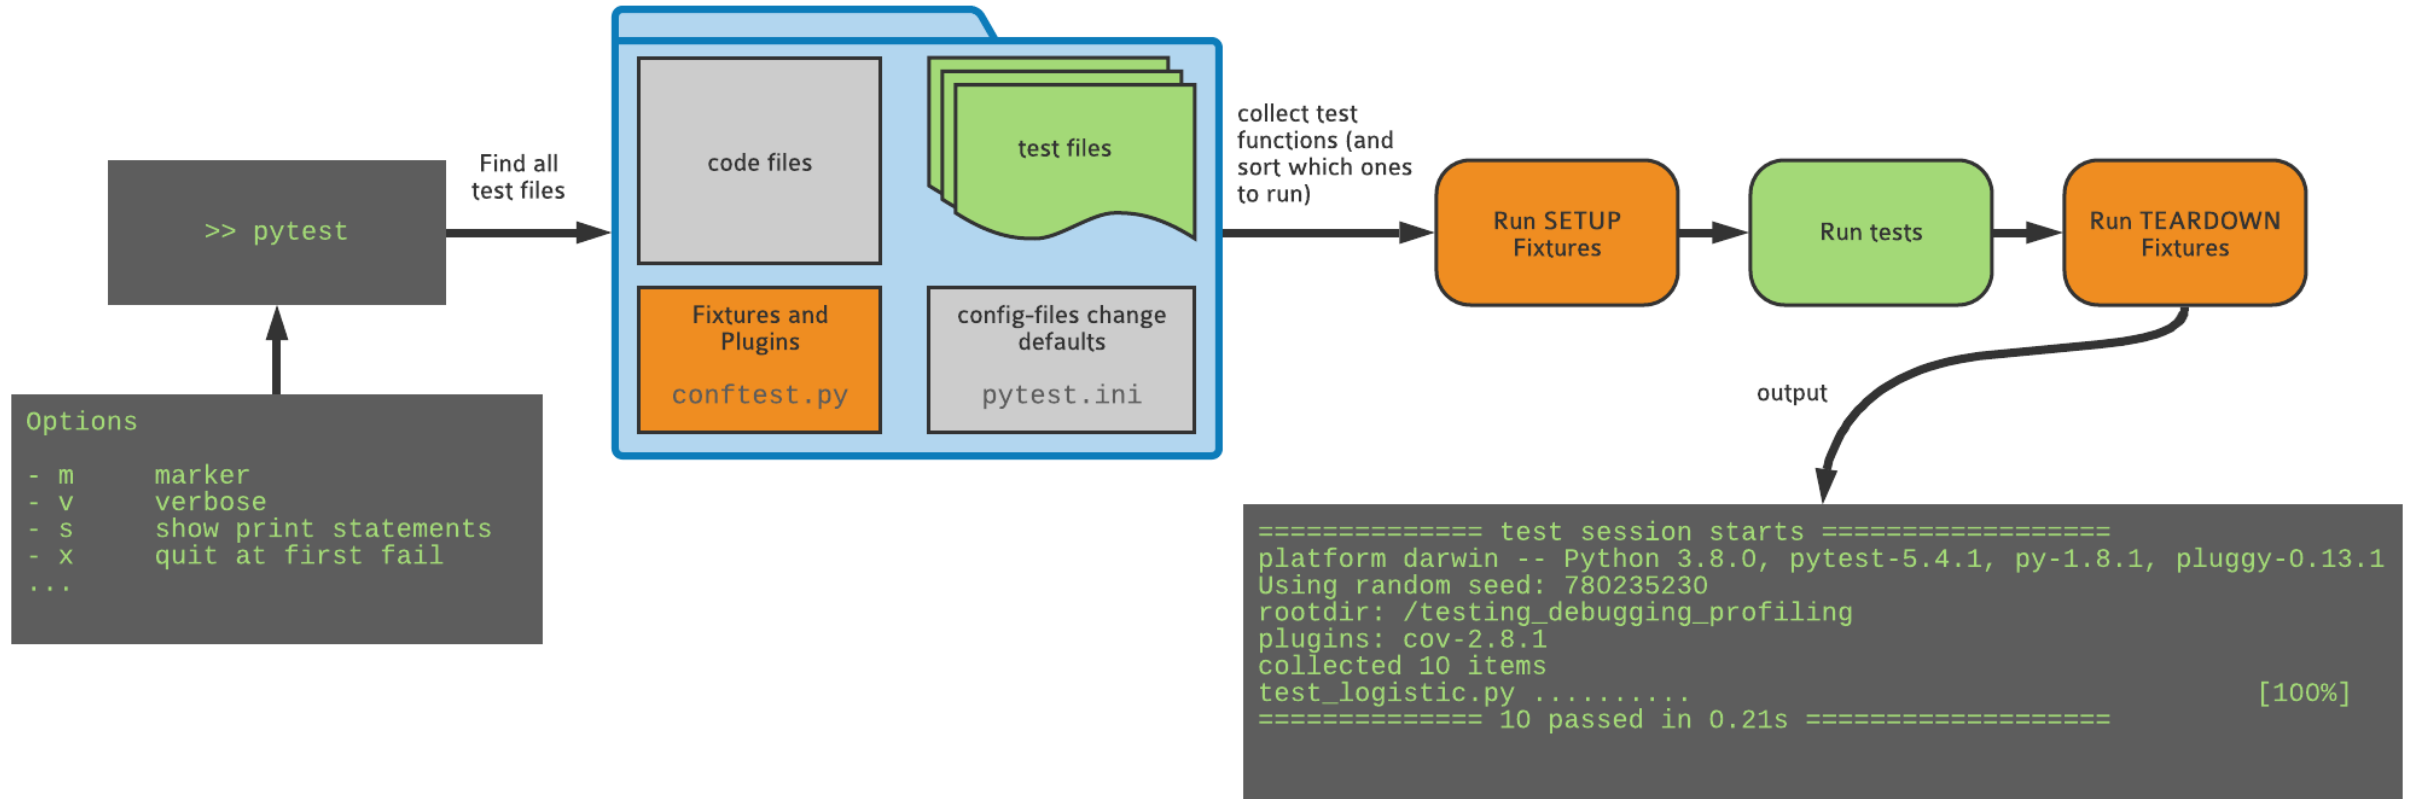 >> pytest
Options
- m marker
- v verbose
- s show print statements
- x quit at first fail
...
Find all
test files
code files
test files
Fixtures and
Plugins
conftest.py
config-files change
defaults
pytest.ini
collect test
functions (and
sort which ones
to run)
Run SETUP
Fixtures
Run tests
Run TEARDOWN
Fixtures
output
============== test session starts ==================
platform darwin -- Python 3.8.0, pytest-5.4.1, py-1.8.1, pluggy-0.13.1
Using random seed: 780235230
rootdir: /testing_debugging_profiling
plugins: cov-2.8.1
collected 10 items
test_logistic.py .......... [100%]
============== 10 passed in 0.21s ===================